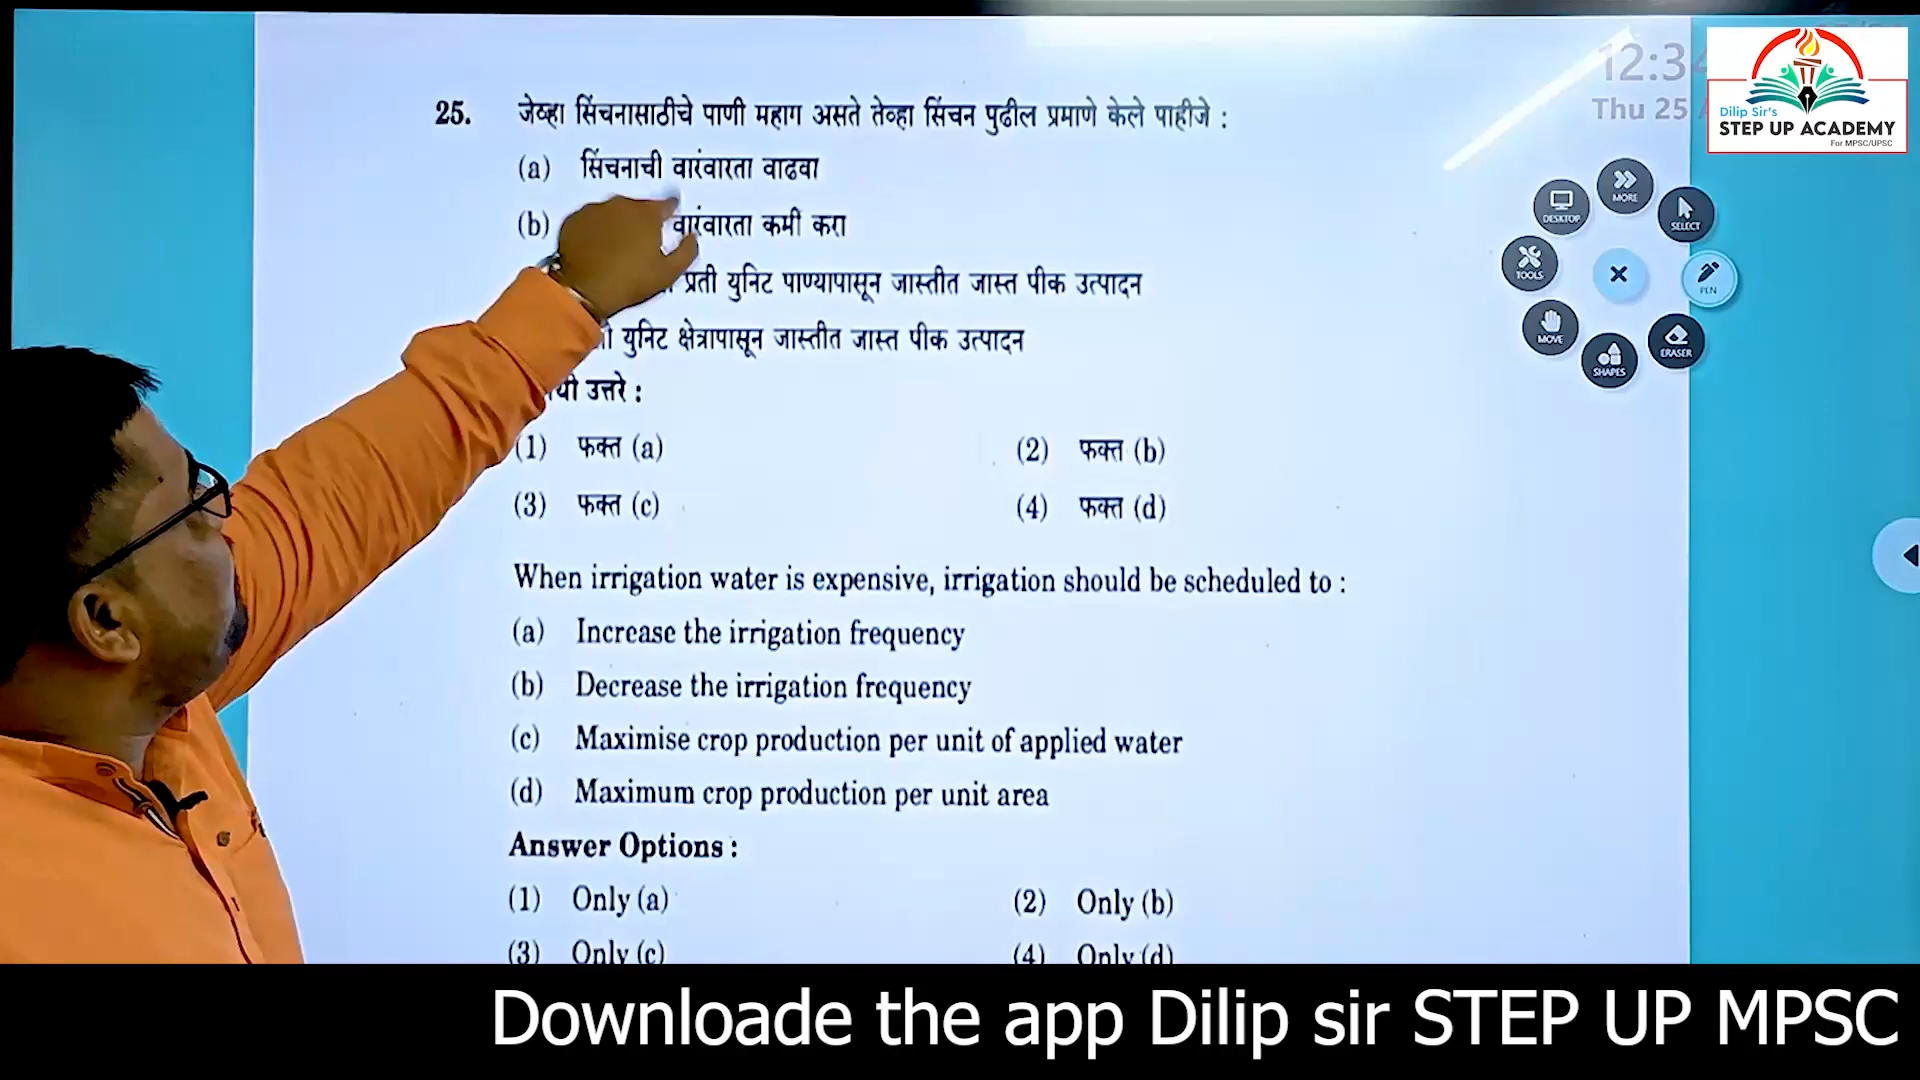 12:34
Thu 25
Dilip Sir's
STEP UP ACADEMY
For MPSC/UPSC
25. जेव्हा सिंचनासाठीचे पाणी महाग असते तेव्हा सिंचन पुढील प्रमाणे केले पाहीजे :
(a) सिंचनाची वारंवारता वाढवा
(b) वारंवारता कमी करा
प्रती युनिट पाण्यापासून जास्तीत जास्त पीक उत्पादन
युनिट क्षेत्रापासून जास्तीत जास्त पीक उत्पादन
उत्तरे :
(1) फक्त (a) (2) फक्त (b)
(3) फक्त (c) (4) फक्त (d)
When irrigation water is expensive, irrigation should be scheduled to :
(a) Increase the irrigation frequency
(b) Decrease the irrigation frequency
(c) Maximise crop production per unit of applied water
(d) Maximum crop production per unit area
Answer Options :
(1) Only (a) (2) Only (b)
(3) Only (c) (4) Only (d)
MORE
DESKTOP
SELECT
TOOLS
PEN
MOVE
ERASER
SHAPES
Downloade the app Dilip sir STEP UP MPSC